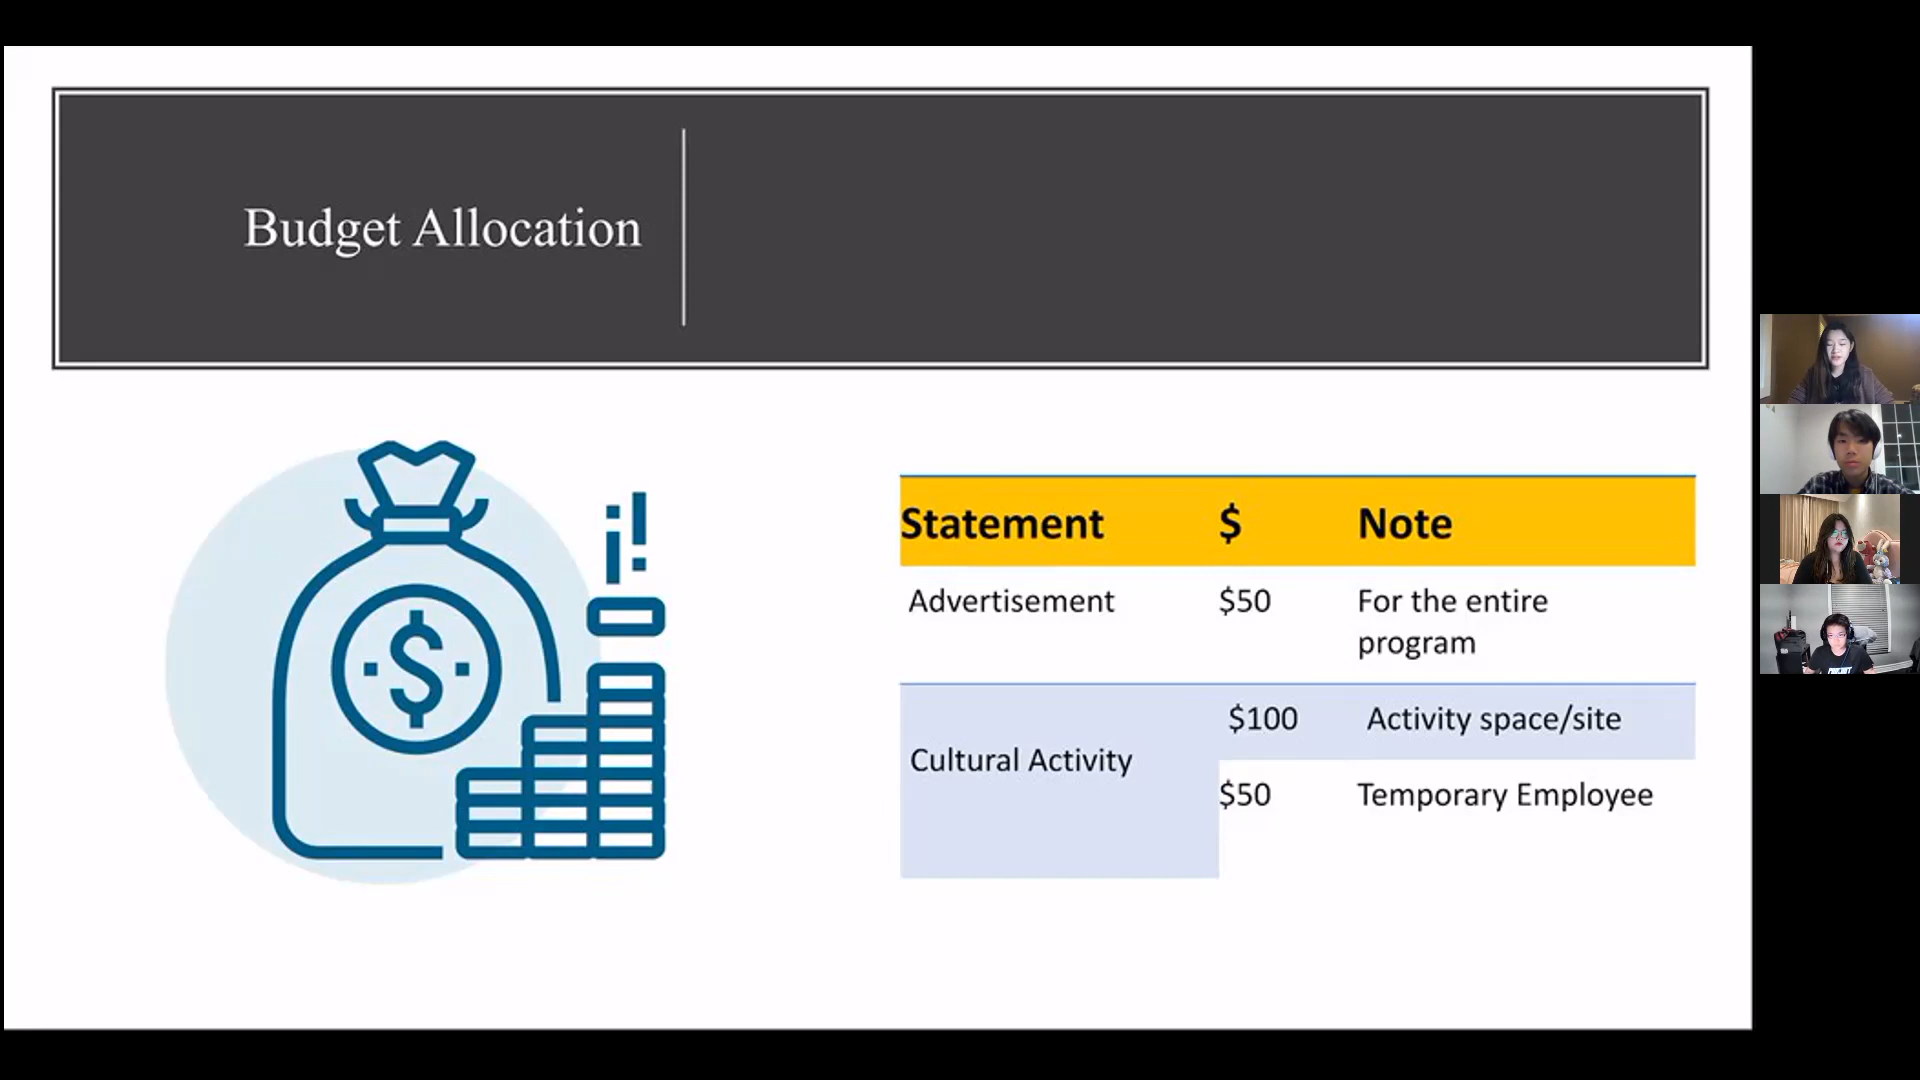 Budget Allocation
Statement $ Note
Advertisement $50 For the entire
program
Cultural Activity
$100 Activity space/site
$50 Temporary Employee